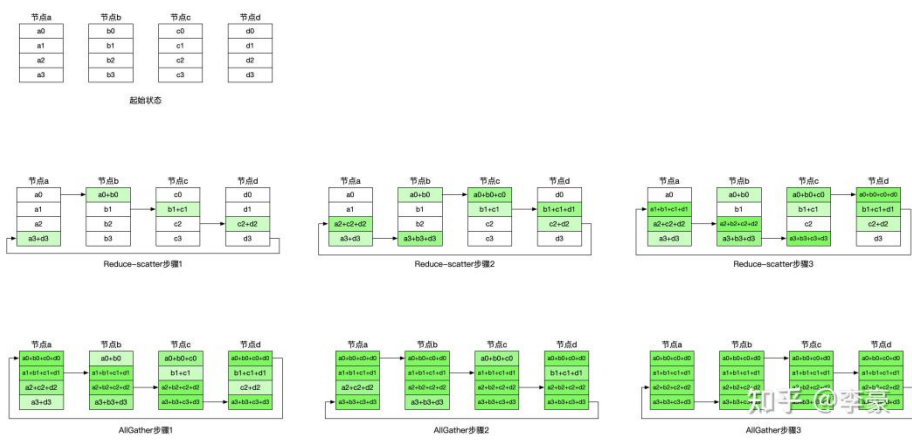 节点a 节点b 节点c 节点d
a0 b0 c0 d0
a1 b1 c1 d1
a2 b2 c2 d2
a3 b3 c3 d3
起始状态
节点a 节点b 节点c 节点d
a0 a0+b0 c0 d0
a1 b1 b1+c1 d1
a2 b2 c2 c2+d2
a3+d3 b3 c3 d3
Reduce-scatter步骤1
节点a 节点b 节点c 节点d
a0 a0+b0 a0+b0+c0 d0
a1 b1 b1+c1 b1+c1+d1
a2+c2+d2 b2 c2 c2+d2
a3+d3 a3+b3+d3 c3 d3
Reduce-scatter步骤2
节点a 节点b 节点c 节点d
a0 a0+b0 a0+b0+c0 a0+b0+c0+d0
a1+b1+c1+d1 b1 b1+c1 b1+c1+d1
a2+c2+d2 a2+b2+c2+d2 c2 c2+d2
a3+d3 a3+b3+d3 a3+b3+c3+d3 d3
Reduce-scatter步骤3
节点a 节点b 节点c 节点d
a0+b0+c0+d0 a0+b0 a0+b0+c0 a0+b0+c0+d0
a1+b1+c1+d1 a1+b1+c1+d1 b1+c1 b1+c1+d1
a2+c2+d2 a2+b2+c2+d2 a2+b2+c2+d2 c2+d2
a3+d3 a3+b3+d3 a3+b3+c3+d3 a3+b3+c3+d3
AllGather步骤1
节点a 节点b 节点c 节点d
a0+b0+c0+d0 a0+b0+c0+d0 a0+b0+c0 a0+b0+c0+d0
a1+b1+c1+d1 a1+b1+c1+d1 a1+b1+c1+d1 b1+c1+d1
a2+c2+d2 a2+b2+c2+d2 a2+b2+c2+d2 a2+b2+c2+d2
a3+b3+c3+d3 a3+b3+d3 a3+b3+c3+d3 a3+b3+c3+d3
AllGather步骤2
节点a 节点b 节点c 节点d
a0+b0+c0+d0 a0+b0+c0+d0 a0+b0+c0+d0 a0+b0+c0+d0
a1+b1+c1+d1 a1+b1+c1+d1 a1+b1+c1+d1 a1+b1+c1+d1
a2+b2+c2+d2 a2+b2+c2+d2 a2+b2+c2+d2 a2+b2+c2+d2
a3+b3+c3+d3 a3+b3+c3+d3 a3+b3+c3+d3 a3+b3+c3+d3
AllGather步骤3
知乎 @李豪